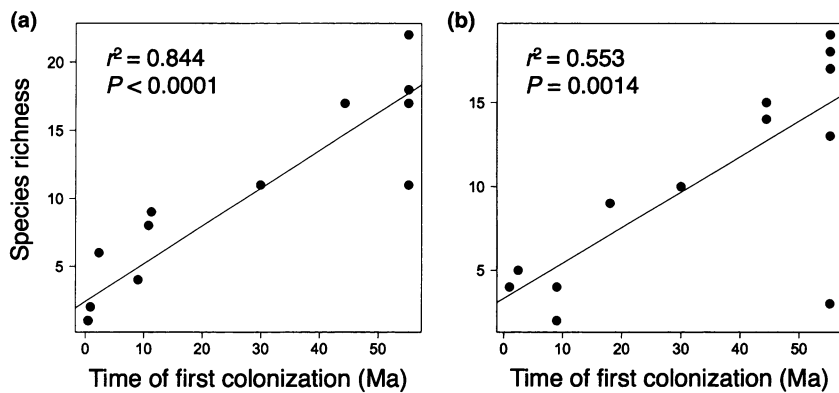 (a)
r² = 0.844
P < 0.0001
20
15
10
5
Species richness
0 10 20 30 40 50
Time of first colonization (Ma)
(b)
r² = 0.553
P = 0.0014
15
10
5
0 10 20 30 40 50
Time of first colonization (Ma)